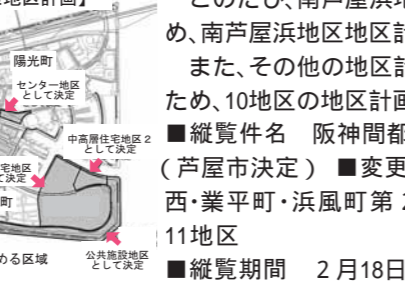 地区計画】
陽光町
センター地区
として決定
中高層住宅地区２
として決定
宅地区
て決定
町
める区域
公共施設地区
として決定
このたび、南芦屋浜地
め、南芦屋浜地区地区計
また、その他の地区計
ため、10地区の地区計画
■縦覧件名　阪神間都
(芦屋市決定)　■変更
西・業平町・浜風町第２
11地区
■縦覧期間　２月18日